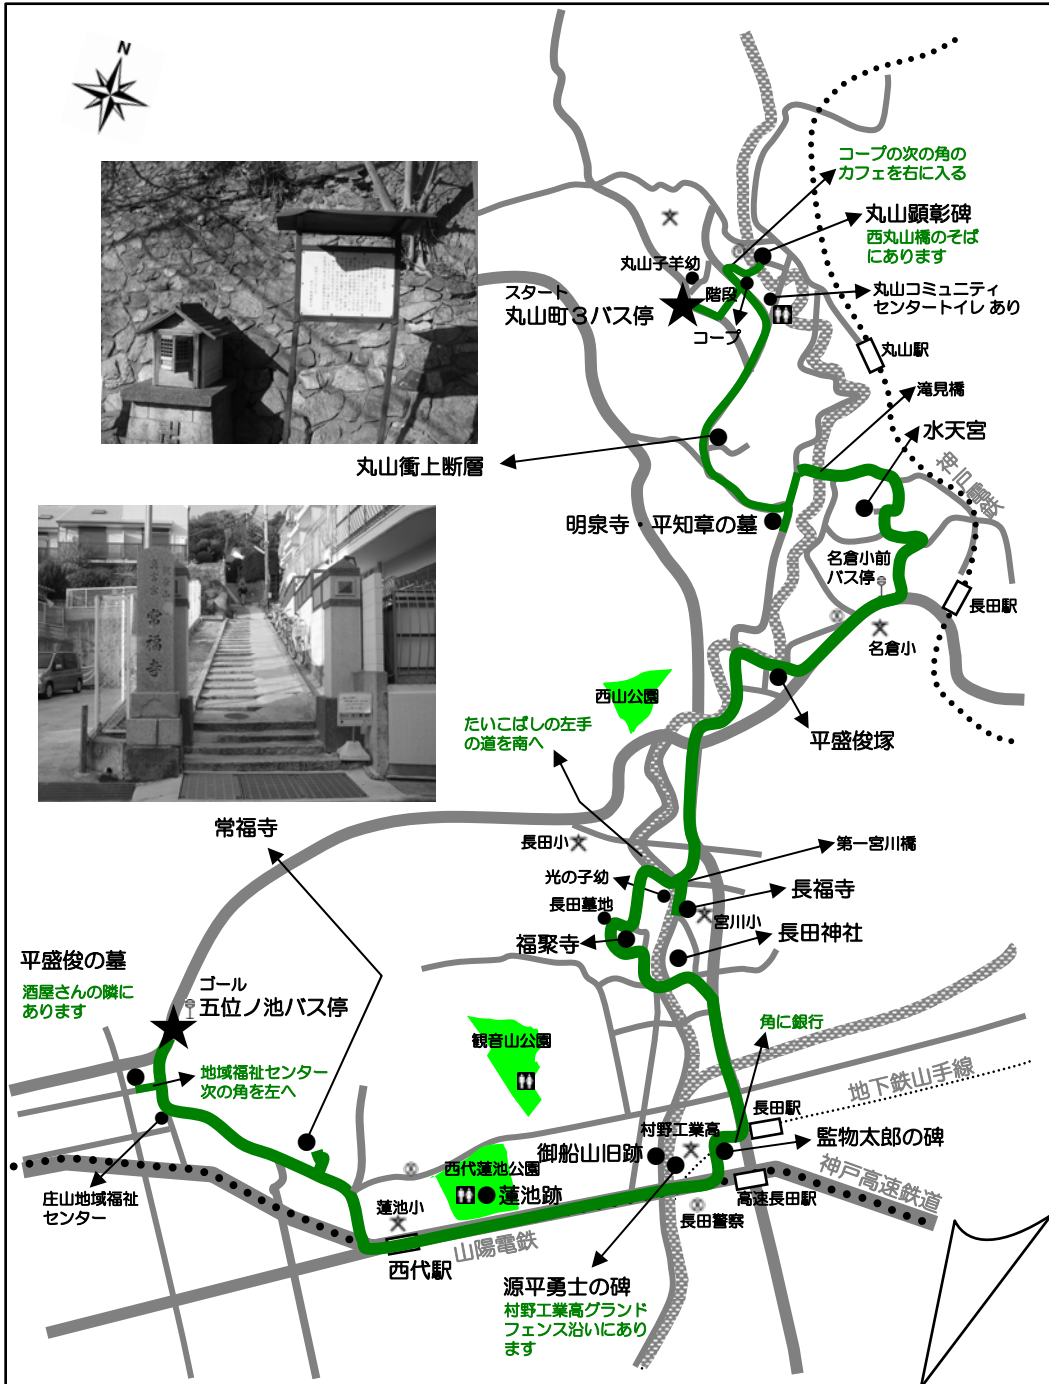 N
コープの次の角の
カフェを右に入る
丸山顕彰碑
西丸山橋のそば
にあります
丸山子羊幼
スタート
丸山町３バス停
階段
コープ
丸山コミュニティ
センタートイレ あり
丸山駅
滝見橋
水天宮
神戸電鉄
丸山衝上断層
明泉寺・平知章の墓
名倉小前
バス停
長田駅
名倉小
西山公園
平盛俊塚
たいこばしの左手
の道を南へ
常福寺
常福寺
長田小
第一宮川橋
光の子幼
長福寺
長田墓地
宮川小
福聚寺
長田神社
平盛俊の墓
酒屋さんの隣に
あります
ゴール
五位ノ池バス停
角に銀行
観音山公園
地域福祉センター
次の角を左へ
地下鉄山手線
長田駅
村野工業高
御船山旧跡
監物太郎の碑
西代蓮池公園
蓮池跡
神戸高速鉄道
高速長田駅
庄山地域福祉
センター
蓮池小
長田警察
山陽電鉄
西代駅
源平勇士の碑
村野工業高グランド
フェンス沿いにあり
ます